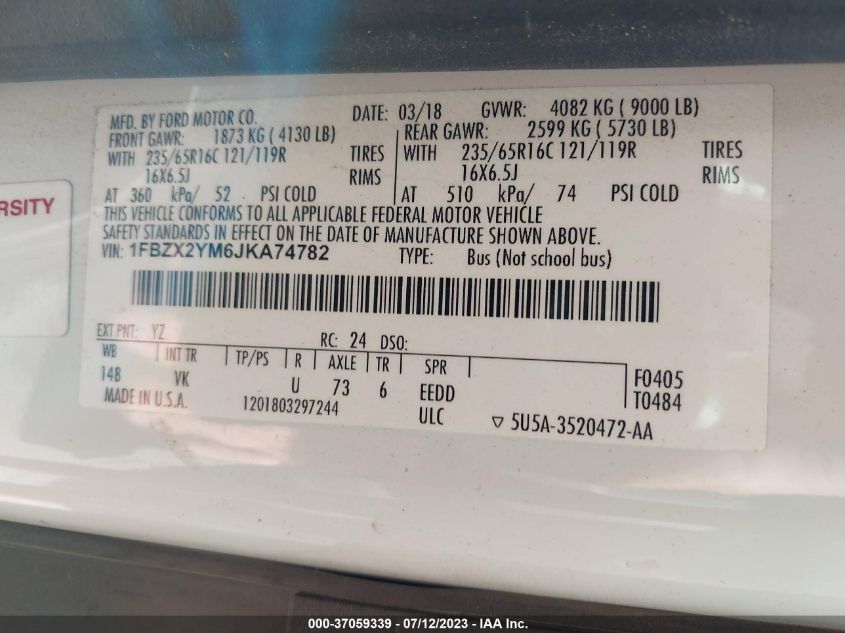 MFD. BY FORD MOTOR CO. DATE: 03/18 GVWR: 4082 KG ( 9000 LB)
FRONT GAWR: 1873 KG ( 4130 LB) REAR GAWR: 2599 KG ( 5730 LB)
WITH 235/65R16C 121/119R TIRES WITH 235/65R16C 121/119R TIRES
16X6.5J RIMS 16X6.5J RIMS
AT 360 kPa/ 52 PSI COLD AT 510 kPa/ 74 PSI COLD
THIS VEHICLE CONFORMS TO ALL APPLICABLE FEDERAL MOTOR VEHICLE
SAFETY STANDARDS IN EFFECT ON THE DATE OF MANUFACTURE SHOWN ABOVE.
VIN: 1FBZX2YM6JKA74782 TYPE: Bus (Not school bus)
RSITY
EXT PNT: YZ RC: 24 DSO:
WB INT TR TP/PS R AXLE TR SPR
148 VK U 73 6 EEDD F0405
MADE IN U.S.A. 1201803297244 ULC T0484
5U5A-3520472-AA
000-37059339 - 07/12/2023 - IAA Inc.